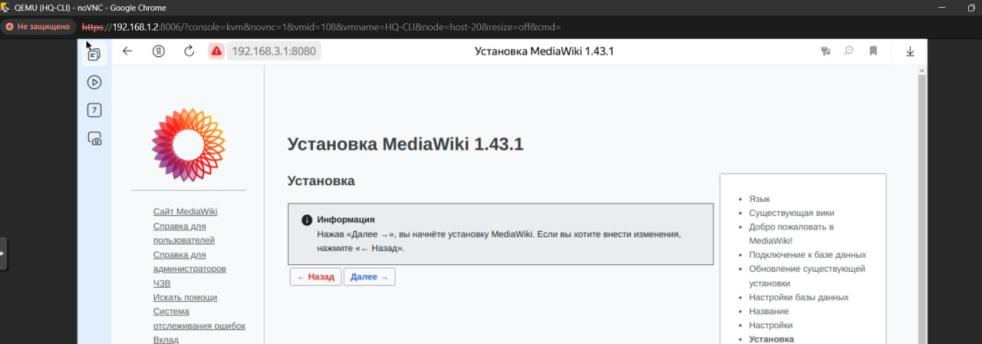 QEMU (HQ-CLI) - noVNC - Google Chrome
Не защищено https://192.168.1.2:8006/?console=kvm&novnc=1&vmid=108&vmname=HQ-CLI&node=host-20&resize=off&cmd=
192.168.3.1:8080 Установка MediaWiki 1.43.1
7
Сайт MediaWiki
Справка для
пользователей
Справка для
администраторов
ЧЗВ
Искать помощи
Система
отслеживания ошибок
Вклад
Установка MediaWiki 1.43.1
Установка
Информация
Нажав «Далее →», вы начнёте установку MediaWiki. Если вы хотите внести изменения,
нажмите «← Назад».
← Назад Далее →
Язык
Существующая вики
Добро пожаловать в
MediaWiki!
Подключение к базе данных
Обновление существующей
установки
Настройки базы данных
Название
Настройки
Установка